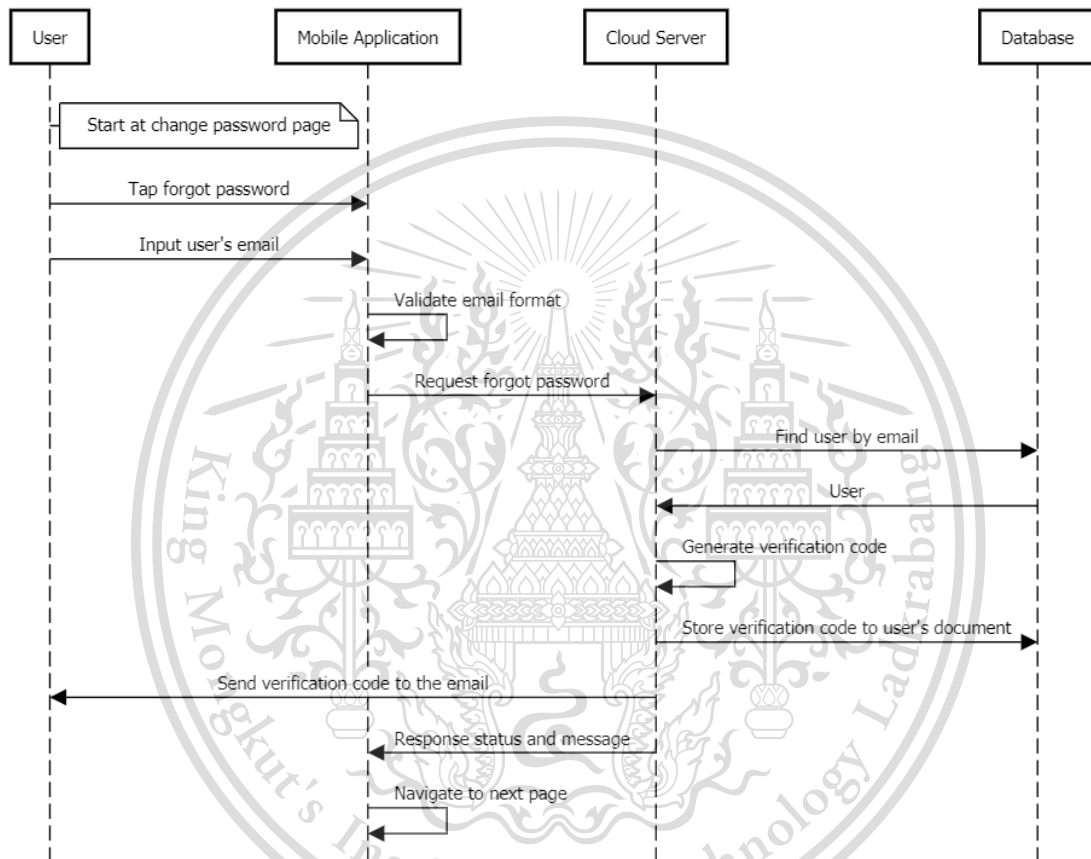 User
Mobile Application
Cloud Server
Database
Start at change password page
Tap forgot password
Input user's email
Validate email format
Request forgot password
Find user by email
User
Generate verification code
Store verification code to user's document
Send verification code to the email
Response status and message
Navigate to next page
King Mongkut's Technology Ladkrabang